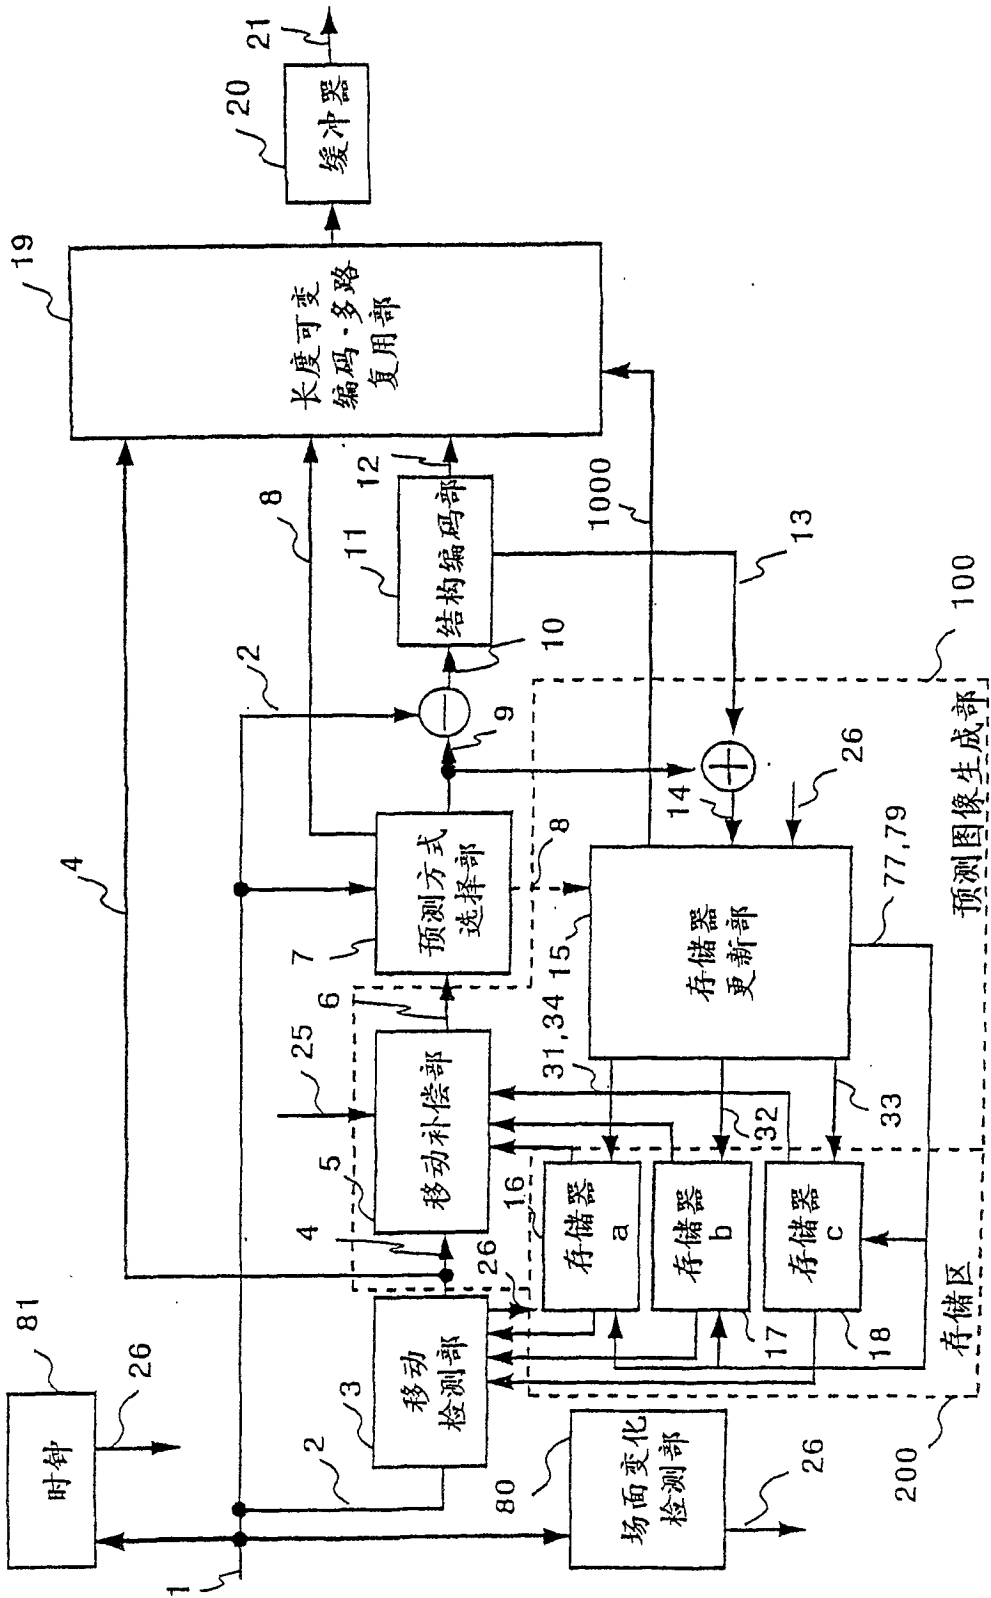 1
时钟
81
26
2
场面变化
检测部
80
26
移动
检测部
3
26
4
4
移动补偿部
5
25
6
预测方式
选择部
7
8
8
2
9
10
结构编码部
11
12
13
14
26
存储器
更新部
15
31,34
32
33
77,79
存储器
a
16
存储器
b
17
存储器
c
18
存储区
200
预测图像生成部
100
1000
长度可变
编码·多路
复用部
19
缓冲器
20
21